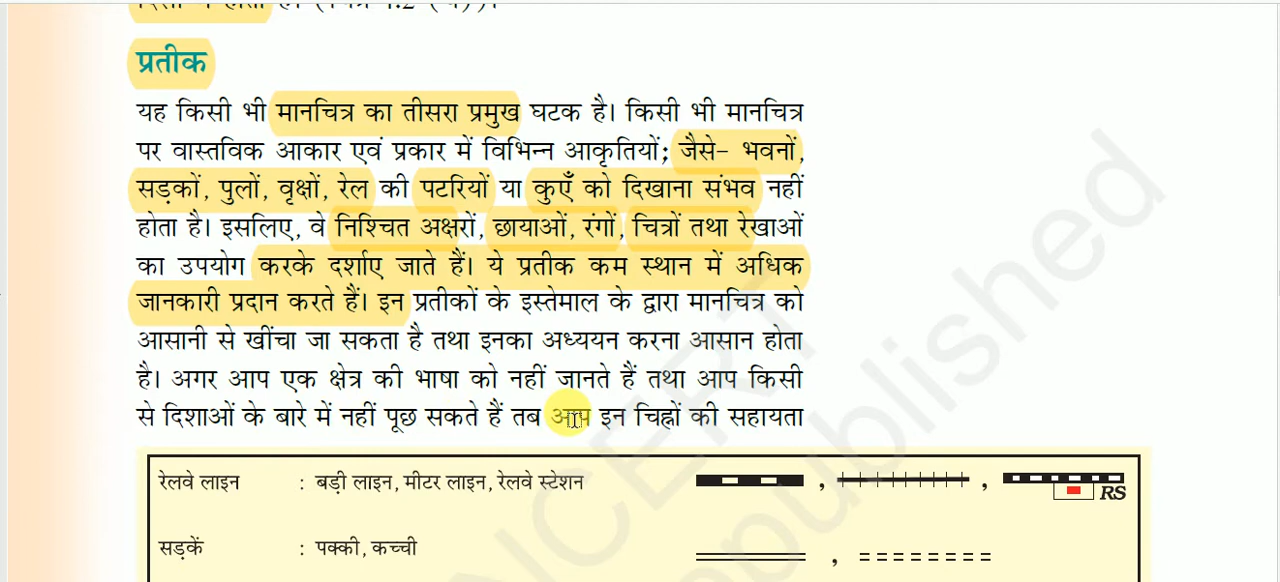 प्रतीक
यह किसी भी मानचित्र का तीसरा प्रमुख घटक है। किसी भी मानचित्र
पर वास्तविक आकार एवं प्रकार में विभिन्न आकृतियों; जैसे- भवनों,
सड़कों, पुलों, वृक्षों, रेल की पटरियों या कुएँ को दिखाना संभव नहीं
होता है। इसलिए, वे निश्चित अक्षरों, छायाओं, रंगों, चित्रों तथा रेखाओं
का उपयोग करके दर्शाए जाते हैं। ये प्रतीक कम स्थान में अधिक
जानकारी प्रदान करते हैं। इन प्रतीकों के इस्तेमाल के द्वारा मानचित्र को
आसानी से खींचा जा सकता है तथा इनका अध्ययन करना आसान होता
है। अगर आप एक क्षेत्र की भाषा को नहीं जानते हैं तथा आप किसी
से दिशाओं के बारे में नहीं पूछ सकते हैं तब आप इन चिह्नों की सहायता
रेलवे लाइन : बड़ी लाइन, मीटर लाइन, रेलवे स्टेशन , , RS
सड़कें : पक्की, कच्ची ,
NCERT
published